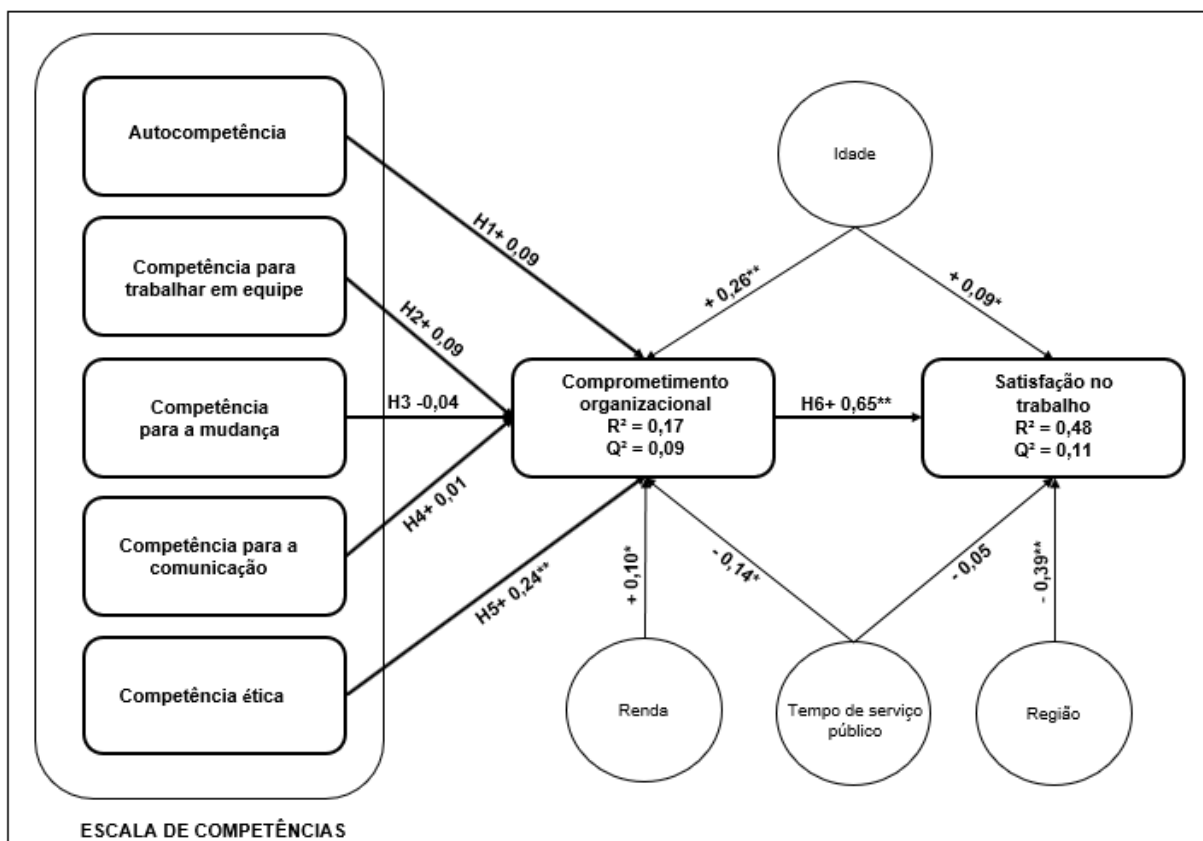 Autocompetência
Competência para
trabalhar em equipe
Competência
para a mudança
Competência para a
comunicação
Competência ética
ESCALA DE COMPETÊNCIAS
H1+ 0,09
H2+ 0,09
H3 -0,04
H4+ 0,01
H5+ 0,24**
Idade
+ 0,26**
+ 0,09*
Comprometimento
organizacional
R² = 0,17
Q² = 0,09
H6+ 0,65**
Satisfação no
trabalho
R² = 0,48
Q² = 0,11
+ 0,10*
- 0,14*
- 0,05
- 0,39**
Renda
Tempo de serviço
público
Região